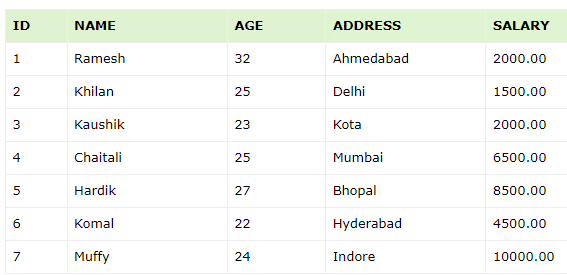 ID NAME AGE ADDRESS SALARY
1 Ramesh 32 Ahmedabad 2000.00
2 Khilan 25 Delhi 1500.00
3 Kaushik 23 Kota 2000.00
4 Chaitali 25 Mumbai 6500.00
5 Hardik 27 Bhopal 8500.00
6 Komal 22 Hyderabad 4500.00
7 Muffy 24 Indore 10000.00